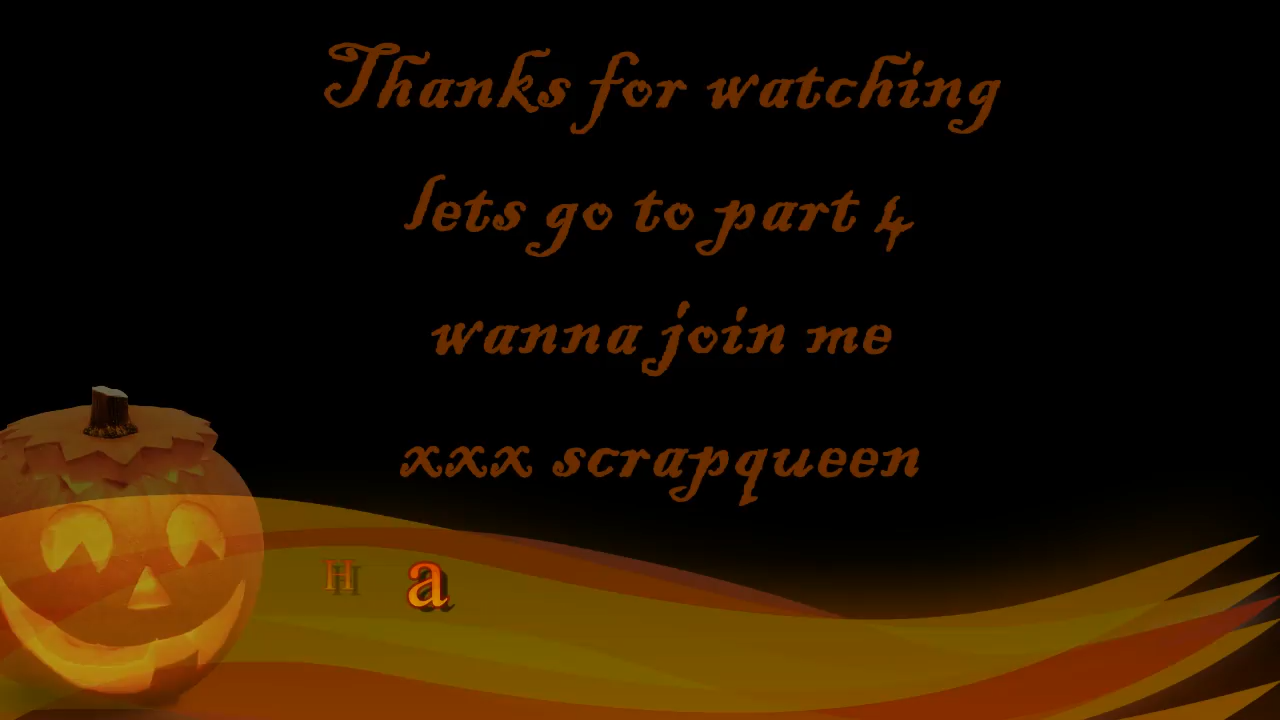 Thanks for watching
lets go to part 4
wanna join me
xxx scrapqueen
H a